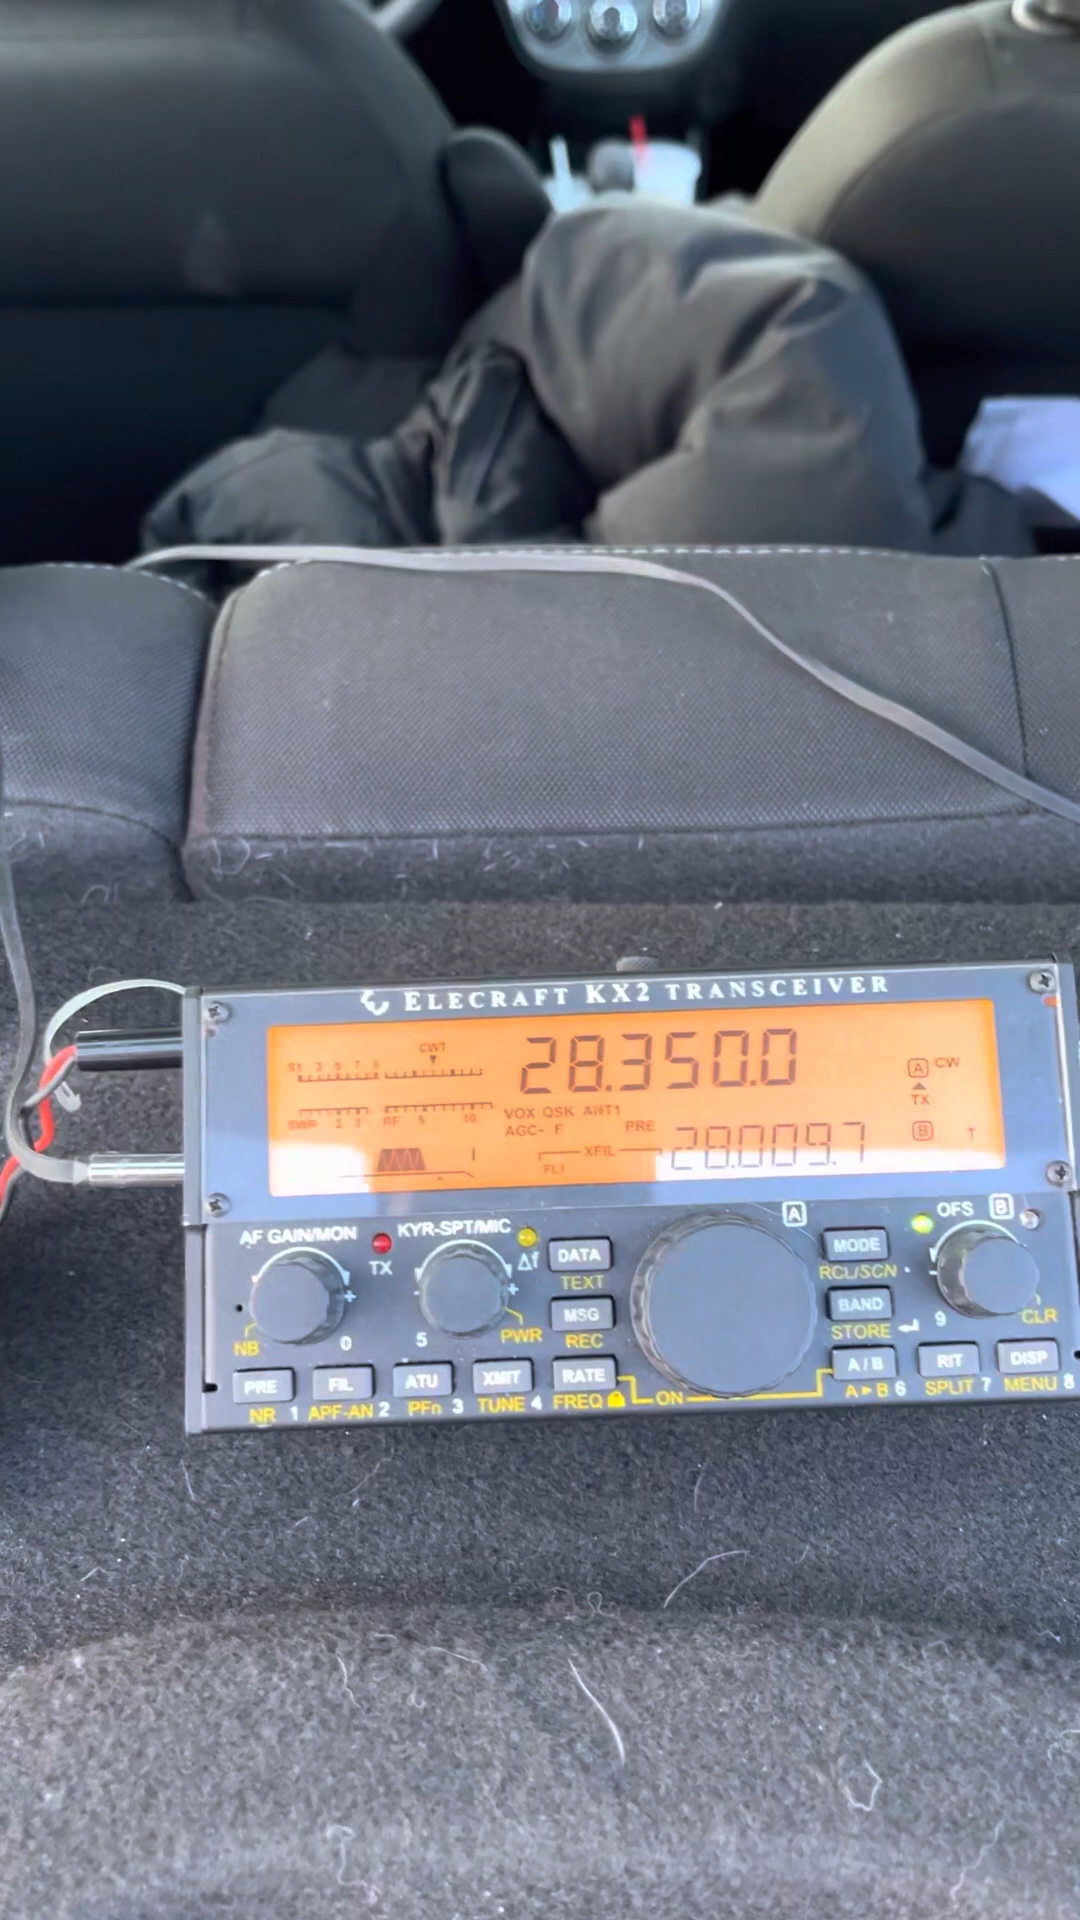 ELECRAFT KX2 TRANSCEIVER
CWT
S1 3 5 7 9
28.350.0
A CW
TX
SWR 2 3 RF 5 10
VOX QSK ANT1
AGC- F PRE
XFIL
FL1
28.009.7
B T
AF GAIN/MON
KYR-SPT/MIC
A
OFS B
TX
Δf
DATA
TEXT
MODE
RCL/SCN
- +
- +
MSG
REC
BAND
STORE
NB 0 5 PWR
9 CLR
PRE FIL ATU XMIT RATE
A/B RIT DISP
NR 1 APF-AN 2 PFn 3 TUNE 4 FREQ
ON
A►B 6 SPLIT 7 MENU 8